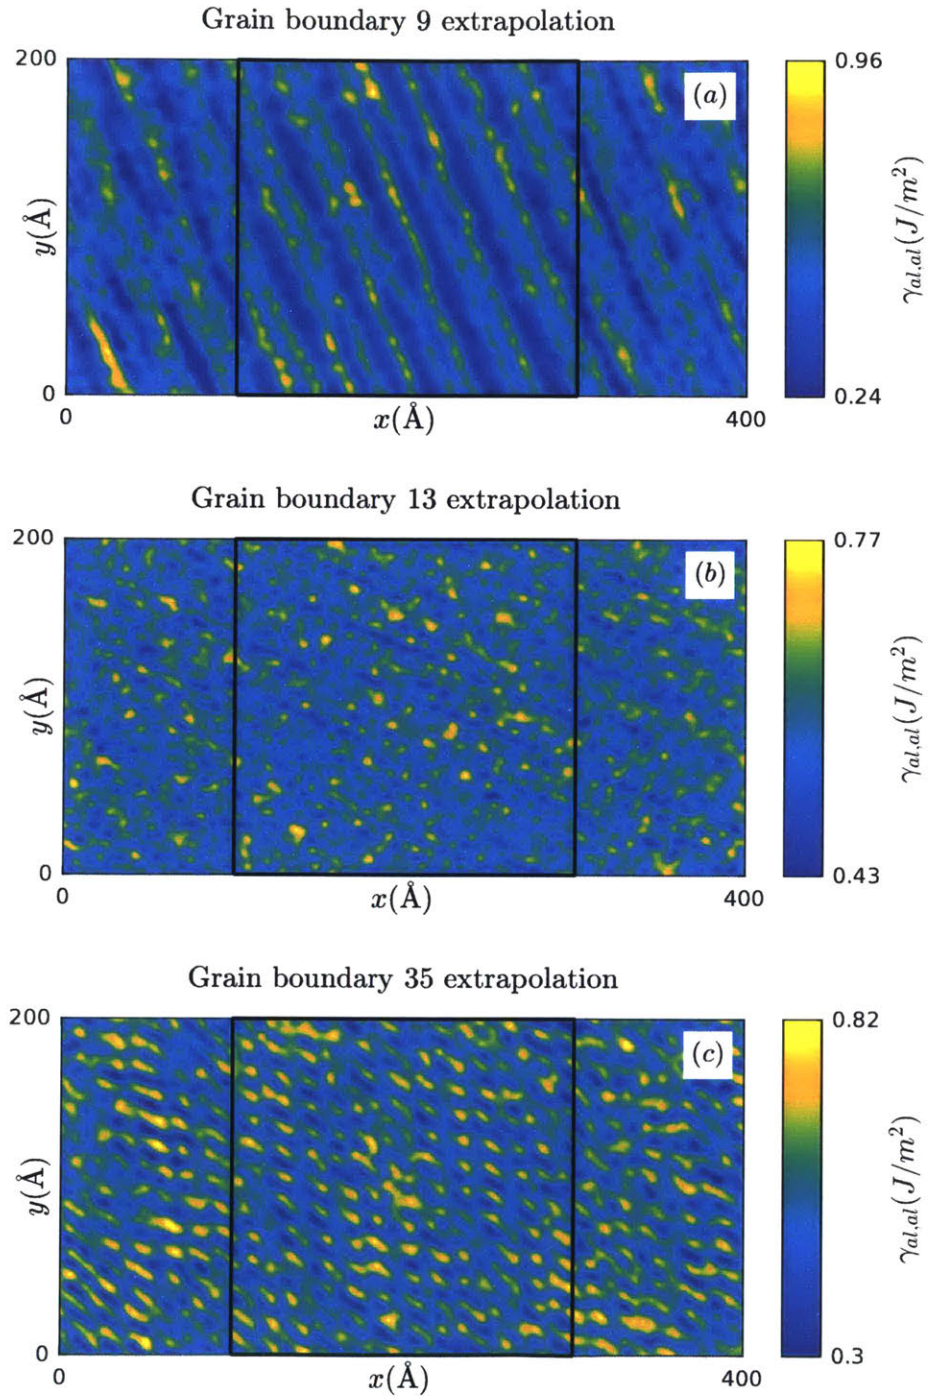 Grain boundary 9 extrapolation
200
(a)
0.96
y(Å)
γal.al(J/m²)
0
0.24
0
x(Å)
400
Grain boundary 13 extrapolation
200
(b)
0.77
y(Å)
γal.al(J/m²)
0
0.43
0
x(Å)
400
Grain boundary 35 extrapolation
200
(c)
0.82
y(Å)
γal.al(J/m²)
0
0.3
0
x(Å)
400